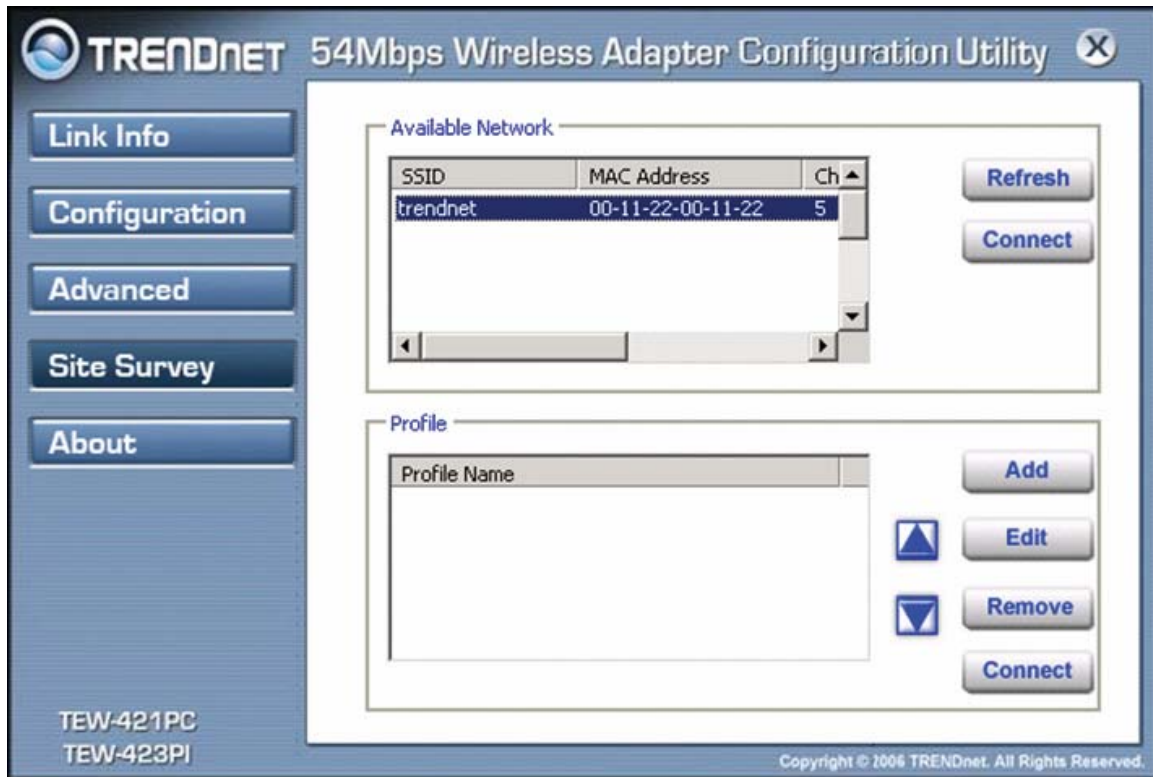 TRENDNET 54Mbps Wireless Adapter Configuration Utility X
Link Info
Configuration
Advanced
Site Survey
About
TEW-421PC
TEW-423PI
Available Network
SSID MAC Address Ch
trendnet 00-11-22-00-11-22 5
Refresh
Connect
Profile
Profile Name
Add
Edit
Remove
Connect
Copyright © 2006 TRENDnet. All Rights Reserved.